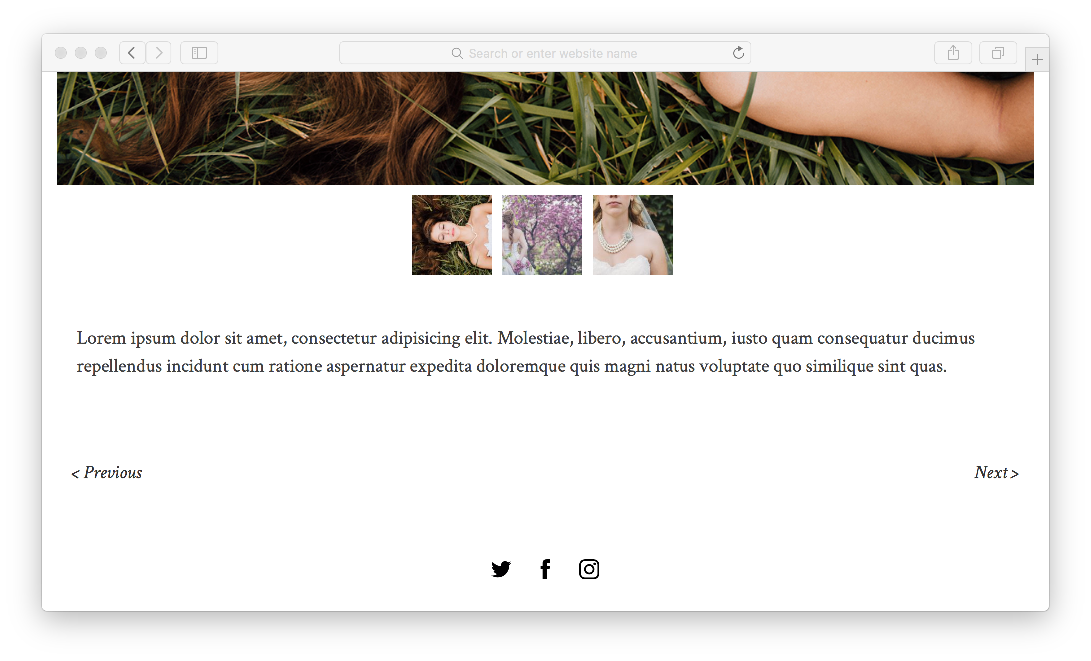 Search or enter website name
Lorem ipsum dolor sit amet, consectetur adipisicing elit. Molestiae, libero, accusantium, iusto quam consequatur ducimus
repellendus incidunt cum ratione aspernatur expedita doloremque quis magni natus voluptate quo similique sint quas.
< Previous
Next >